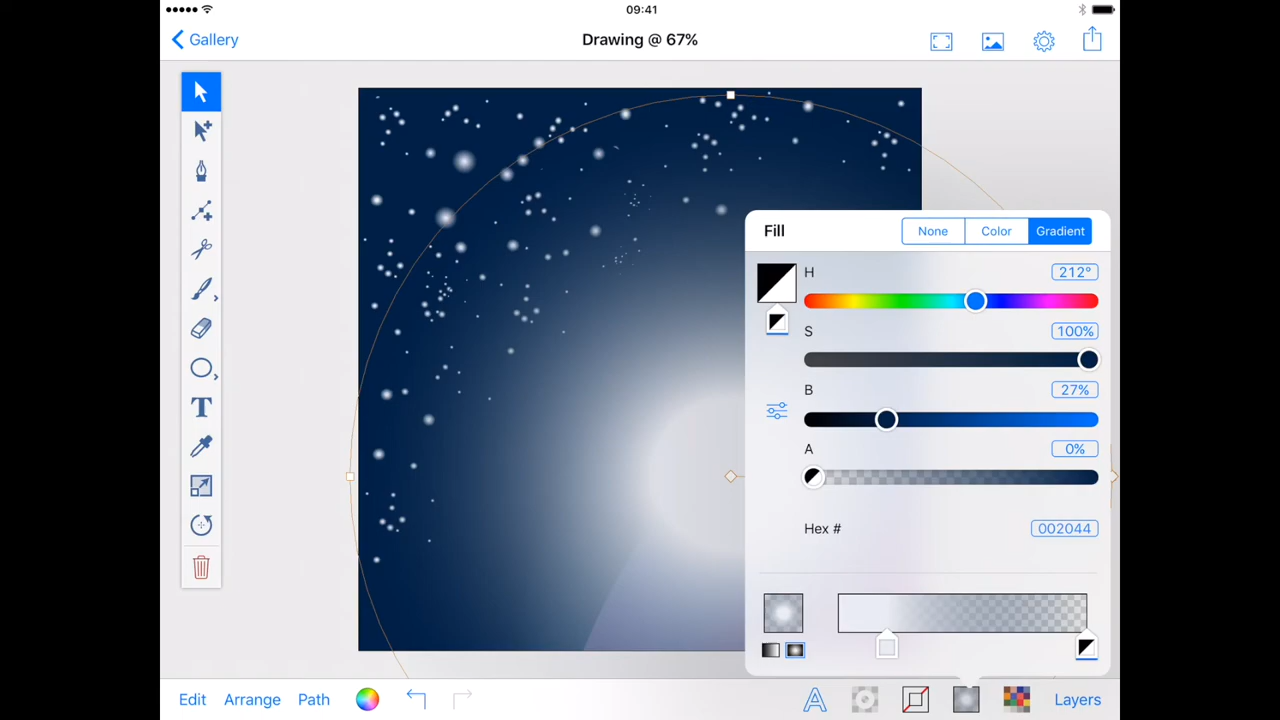 09:41
Gallery
Drawing @ 67%
Fill
None
Color
Gradient
H
212°
S
100%
B
27%
A
0%
Hex #
002044
T
Edit
Arrange
Path
A
Layers